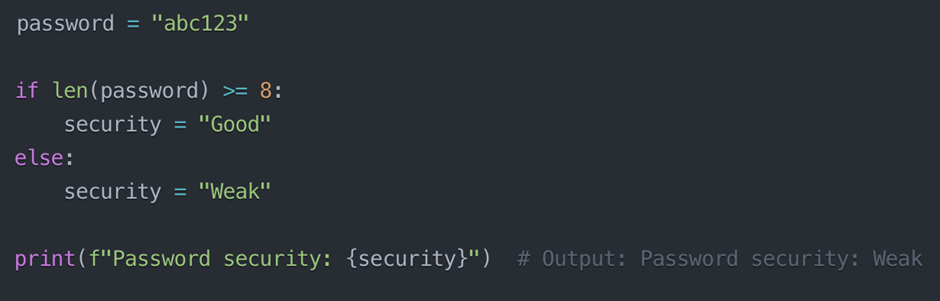 password = "abc123"

if len(password) >= 8:
    security = "Good"
else:
    security = "Weak"

print(f"Password security: {security}")  # Output: Password security: Weak